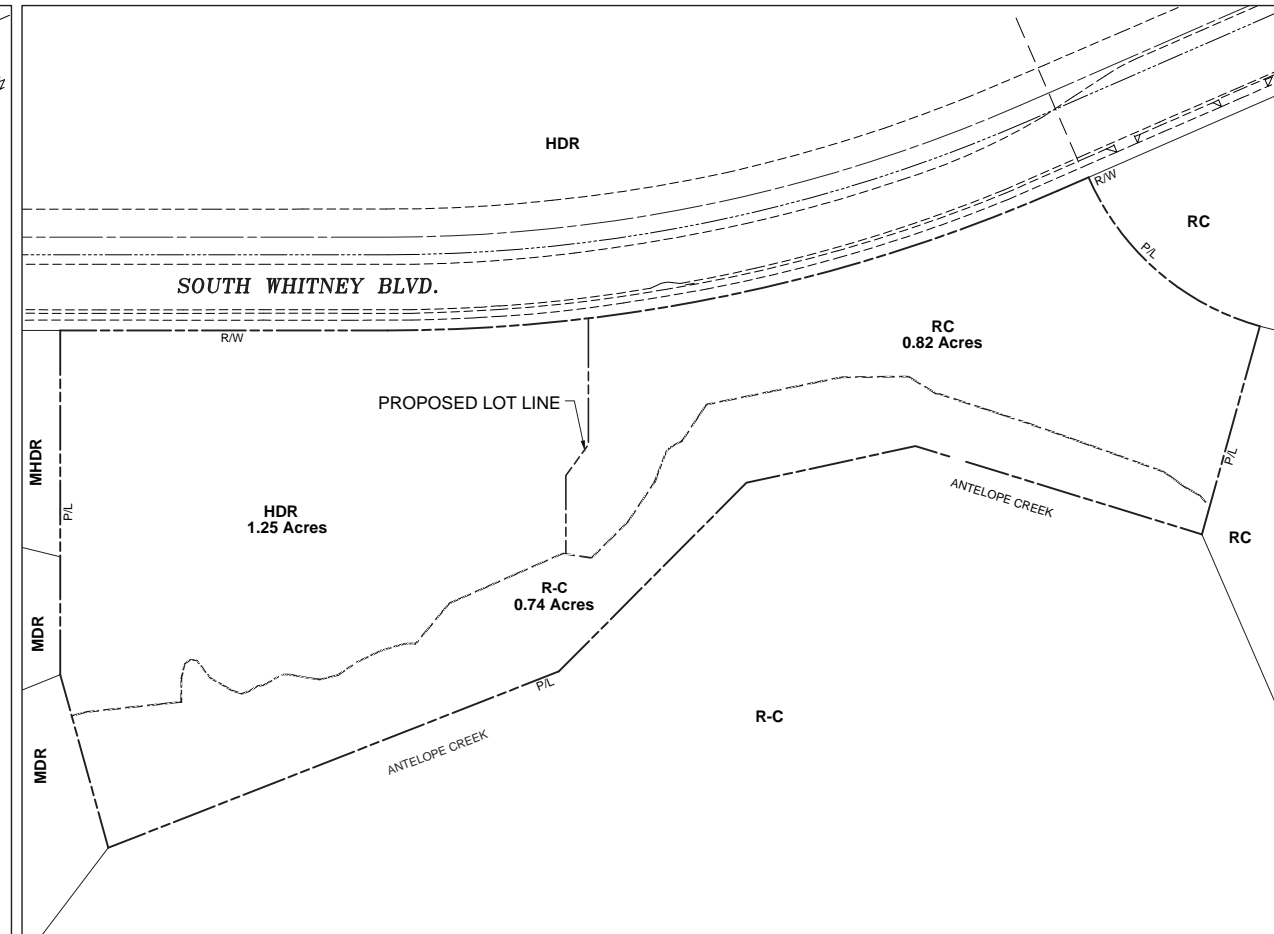 HDR
R/W
RC
P/L
SOUTH WHITNEY BLVD.
R/W
RC
0.82 Acres
PROPOSED LOT LINE
MHDR
P/L
HDR
1.25 Acres
P/L
ANTELOPE CREEK
RC
R-C
0.74 Acres
MDR
P/L
R-C
ANTELOPE CREEK
MDR